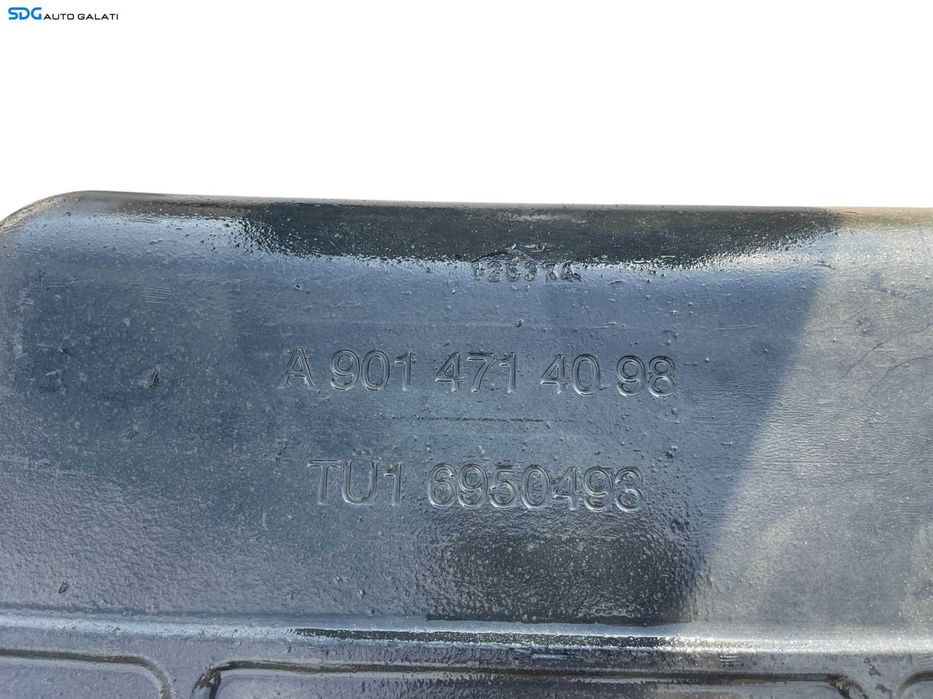 SDG AUTO GALATI
A 901 471 40 98
TU1 6950493